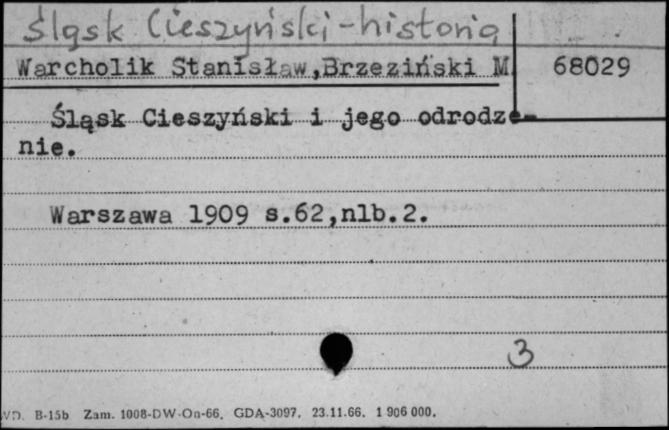 Śląsk Cieszyński-historia
Warcholik Stanisław,Brzeziński M
68029
Śląsk Cieszyński i jego odrodze-
nie.
Warszawa 1909 s.62,nlb.2.
3
B-15b Zam. 1008-DW-On-66. GDA-3097. 23.11.66. 1 906 000.